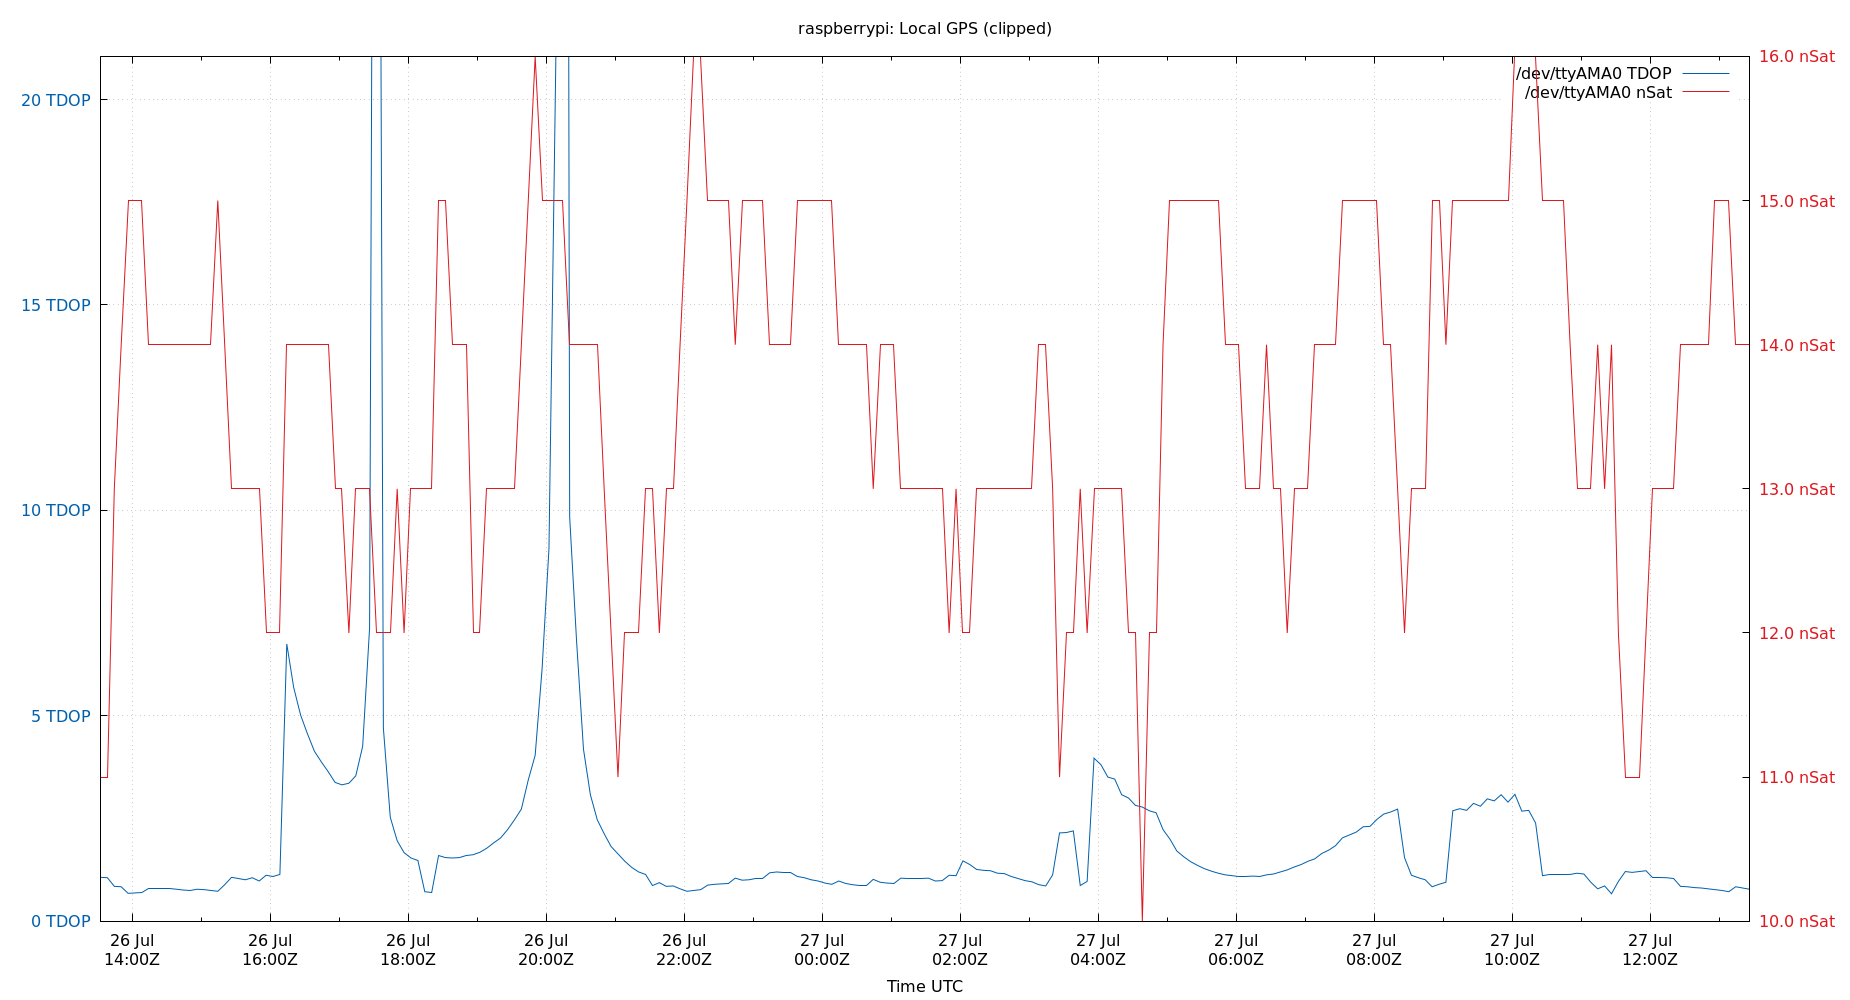 raspberrypi: Local GPS (clipped)
/dev/ttyAMA0 TDOP
/dev/ttyAMA0 nSat
20 TDOP
15 TDOP
10 TDOP
5 TDOP
0 TDOP
16.0 nSat
15.0 nSat
14.0 nSat
13.0 nSat
12.0 nSat
11.0 nSat
10.0 nSat
26 Jul
14:00Z
26 Jul
16:00Z
26 Jul
18:00Z
26 Jul
20:00Z
26 Jul
22:00Z
27 Jul
00:00Z
27 Jul
02:00Z
27 Jul
04:00Z
27 Jul
06:00Z
27 Jul
08:00Z
27 Jul
10:00Z
27 Jul
12:00Z
Time UTC